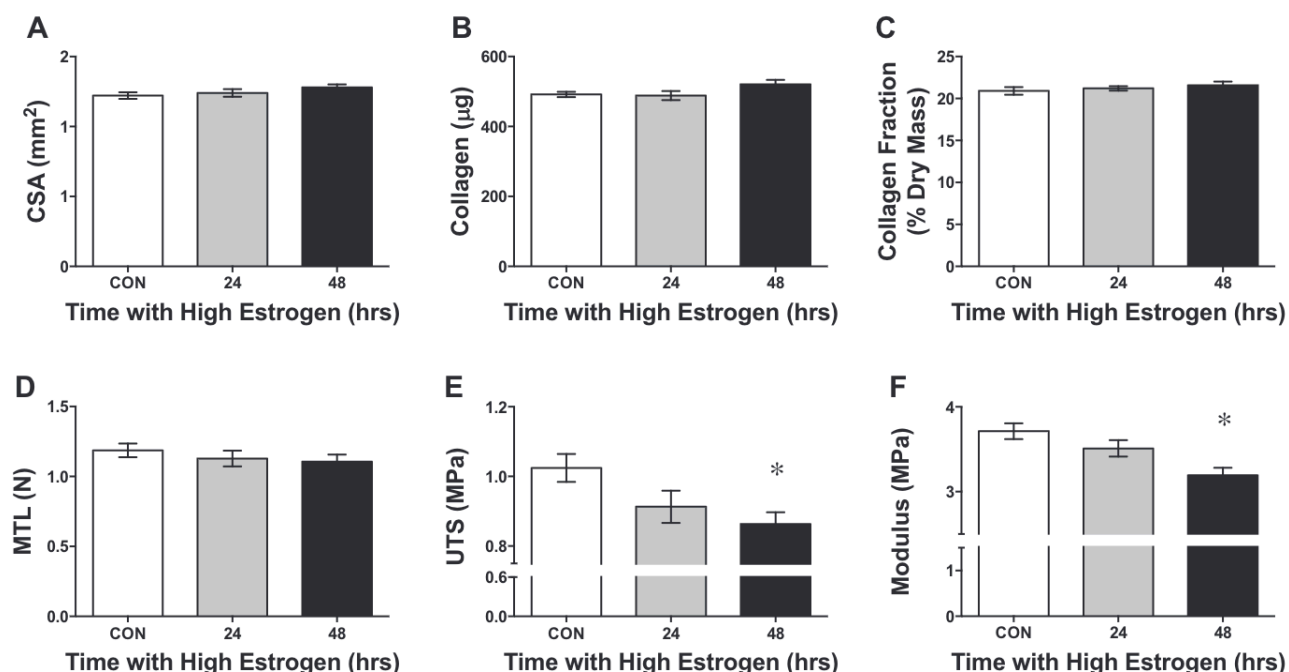 A
CSA (mm²)
2
1
1
0
CON 24 48
Time with High Estrogen (hrs)
B
Collagen (µg)
600
400
200
0
CON 24 48
Time with High Estrogen (hrs)
C
Collagen Fraction
(% Dry Mass)
25
20
15
10
5
0
CON 24 48
Time with High Estrogen (hrs)
D
MTL (N)
1.5
1.0
0.5
0.0
CON 24 48
Time with High Estrogen (hrs)
E
UTS (MPa)
1.2
1.0
0.8
0.6
0.0
*
CON 24 48
Time with High Estrogen (hrs)
F
Modulus (MPa)
4
3
1
0
*
CON 24 48
Time with High Estrogen (hrs)